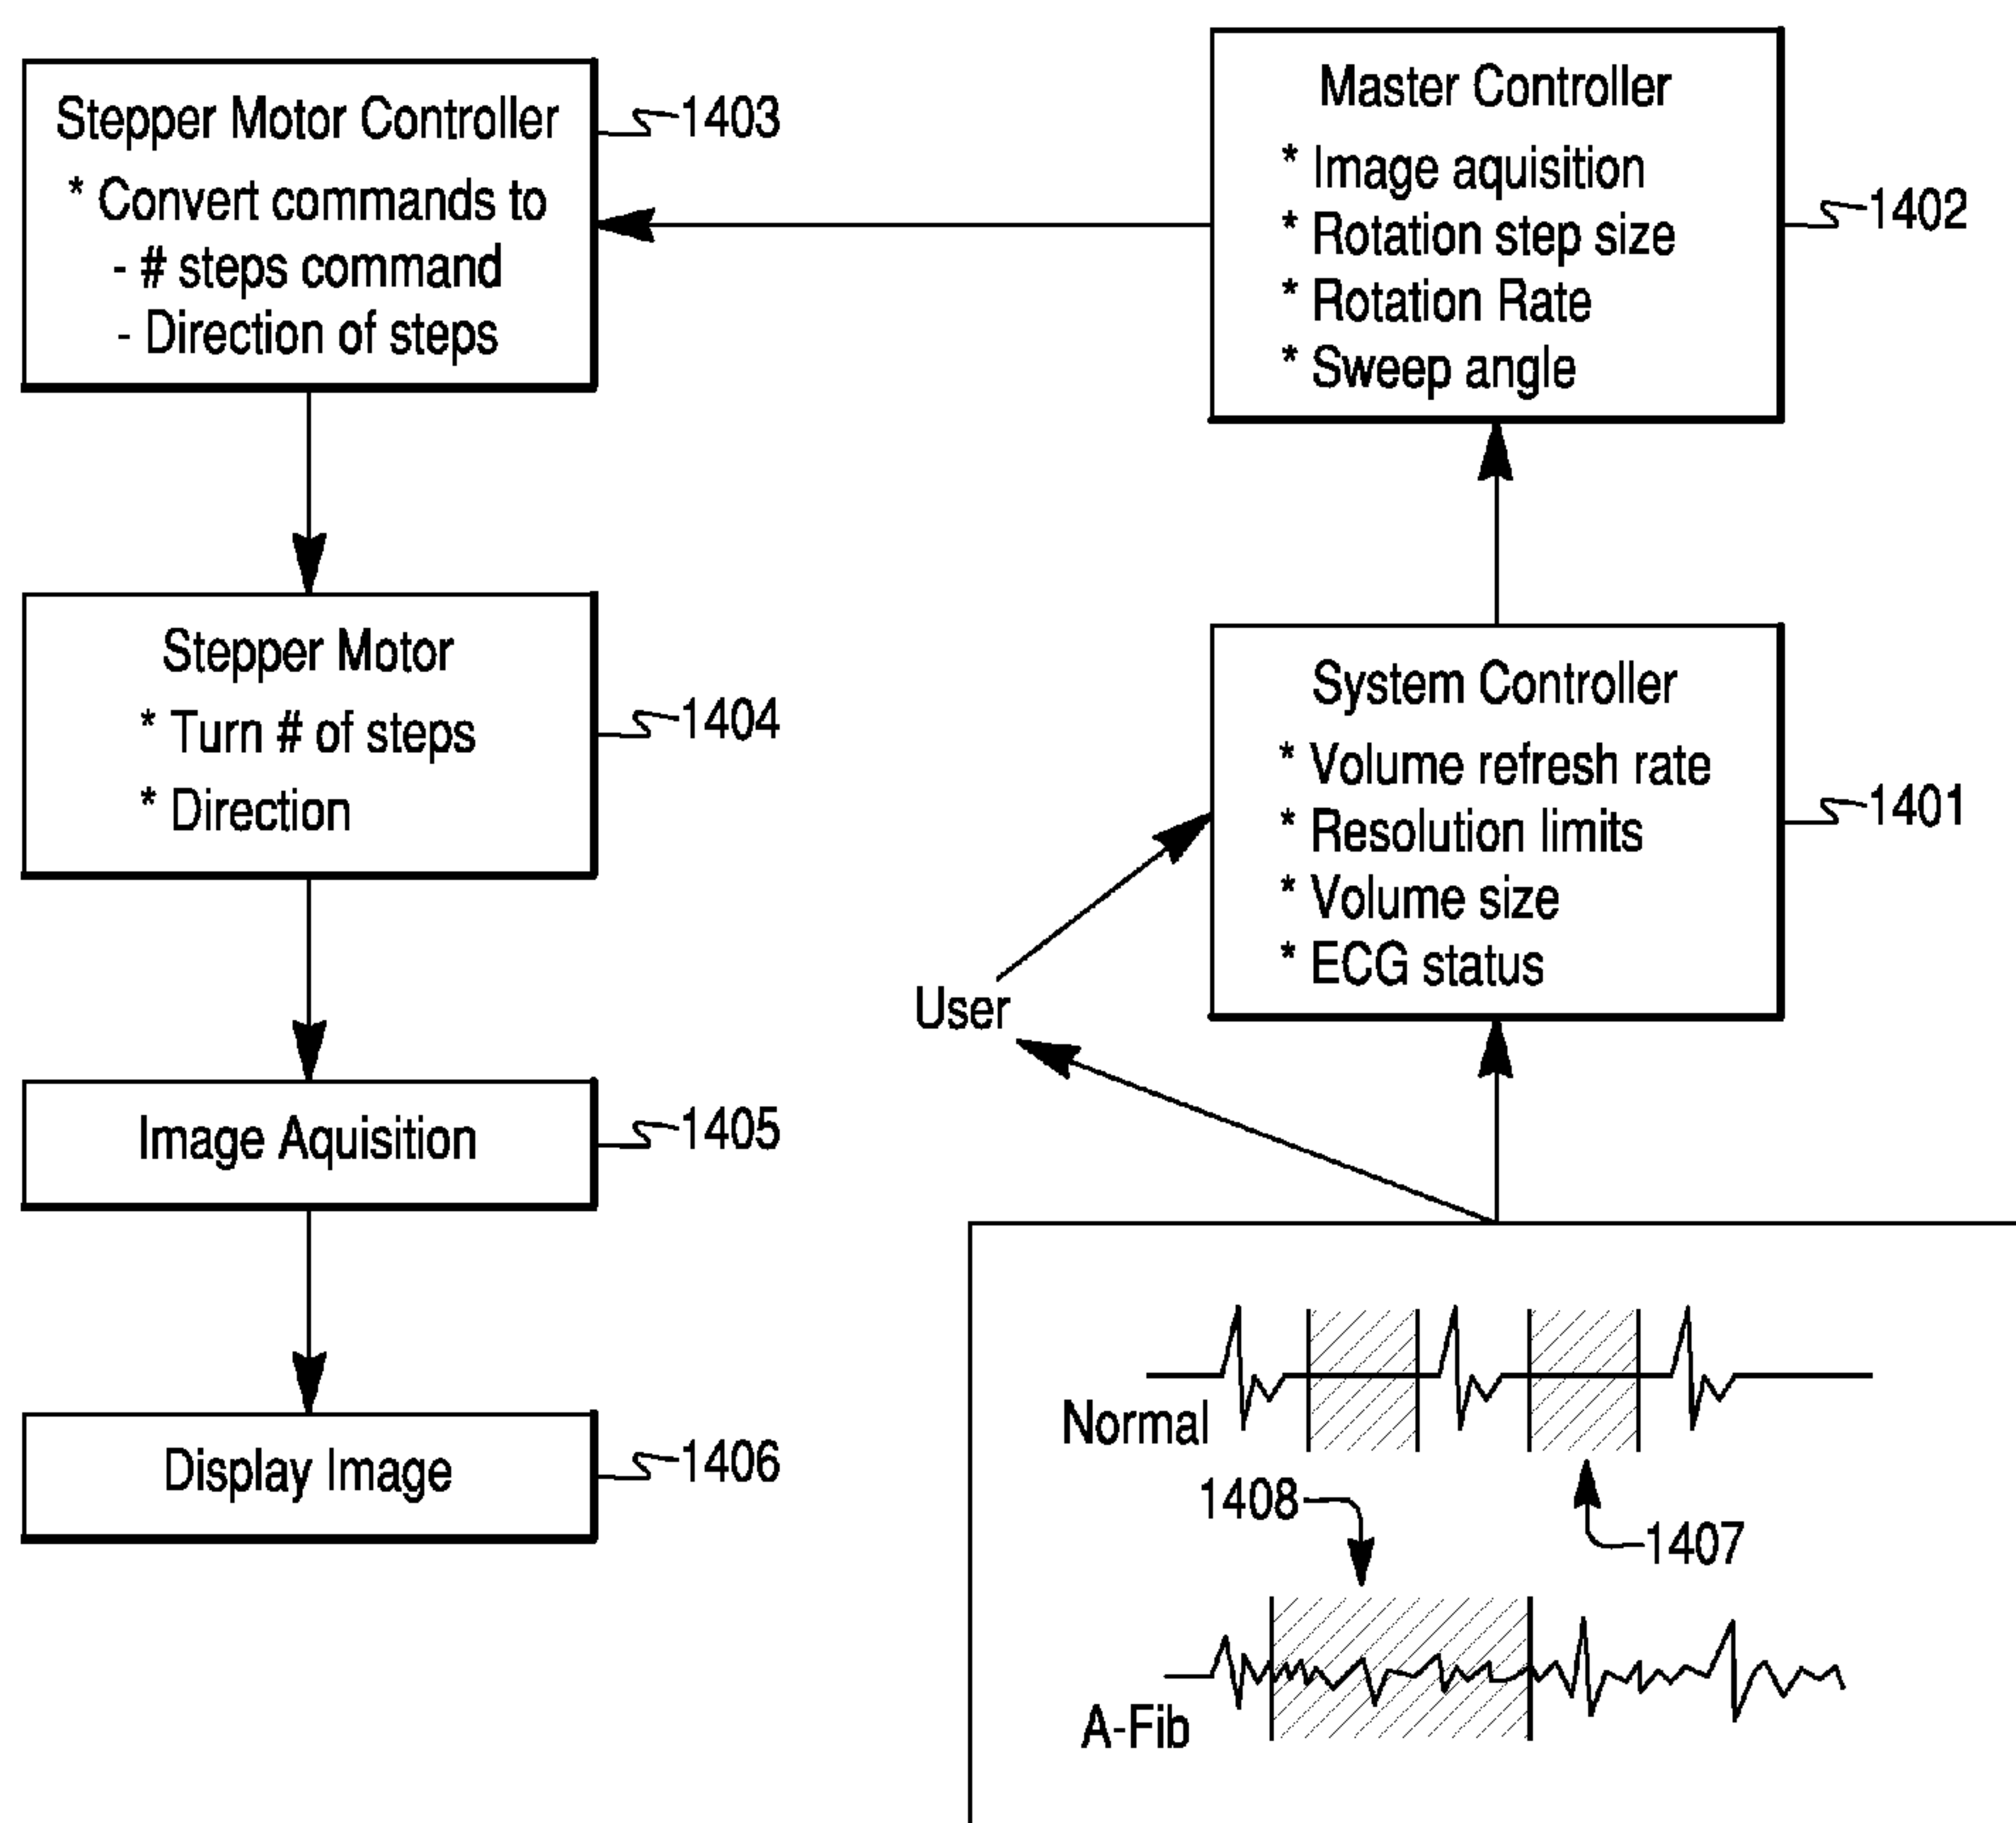 Stepper Motor Controller
* Convert commands to
- # steps command
- Direction of steps
1403
Master Controller
* Image aquisition
* Rotation step size
* Rotation Rate
* Sweep angle
1402
Stepper Motor
* Turn # of steps
* Direction
1404
System Controller
* Volume refresh rate
* Resolution limits
* Volume size
* ECG status
1401
User
Image Aquisition
1405
Display Image
1406
Normal
1408
1407
A-Fib